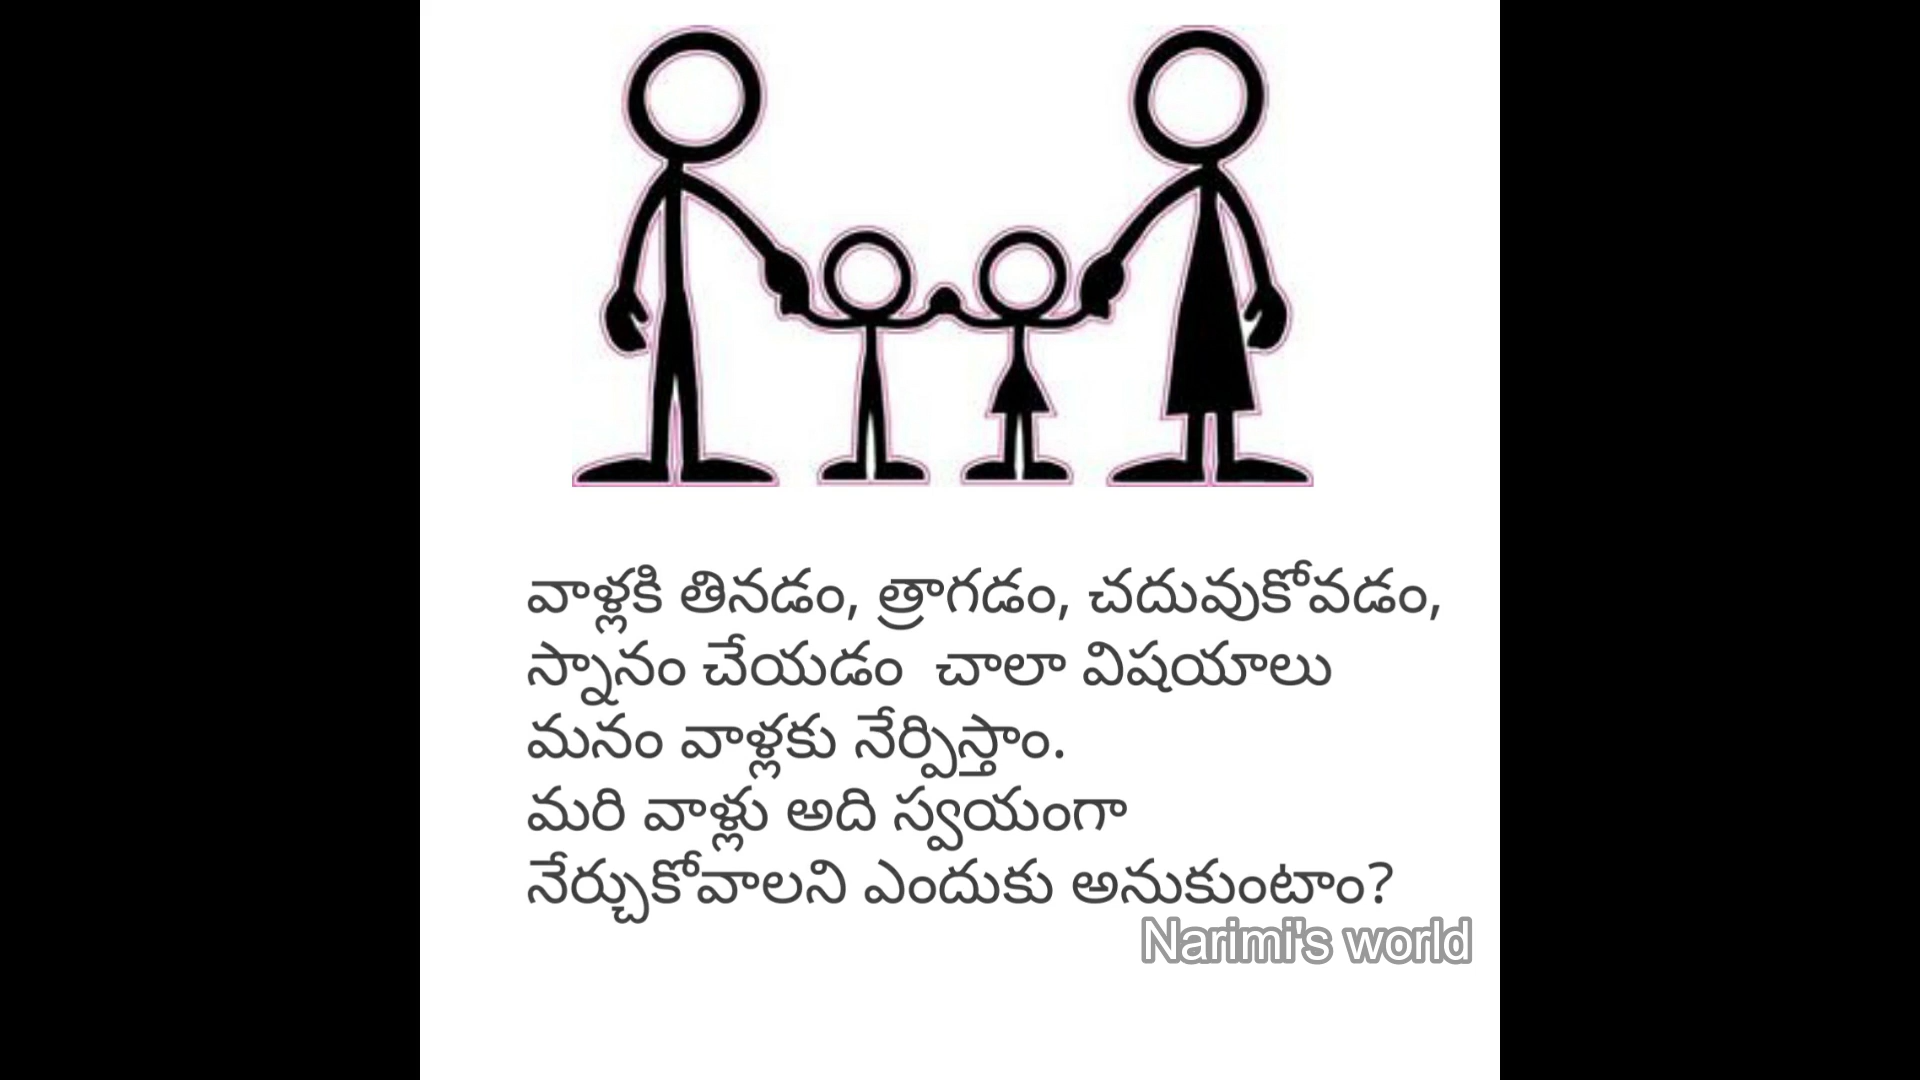 వాళ్లకి తినడం, త్రాగడం, చదువుకోవడం,
స్నానం చేయడం  చాలా విషయాలు
మనం వాళ్లకు నేర్పిస్తాం.
మరి వాళ్లు అది స్వయంగా
నేర్చుకోవాలని ఎందుకు అనుకుంటాం?
Narimi's world